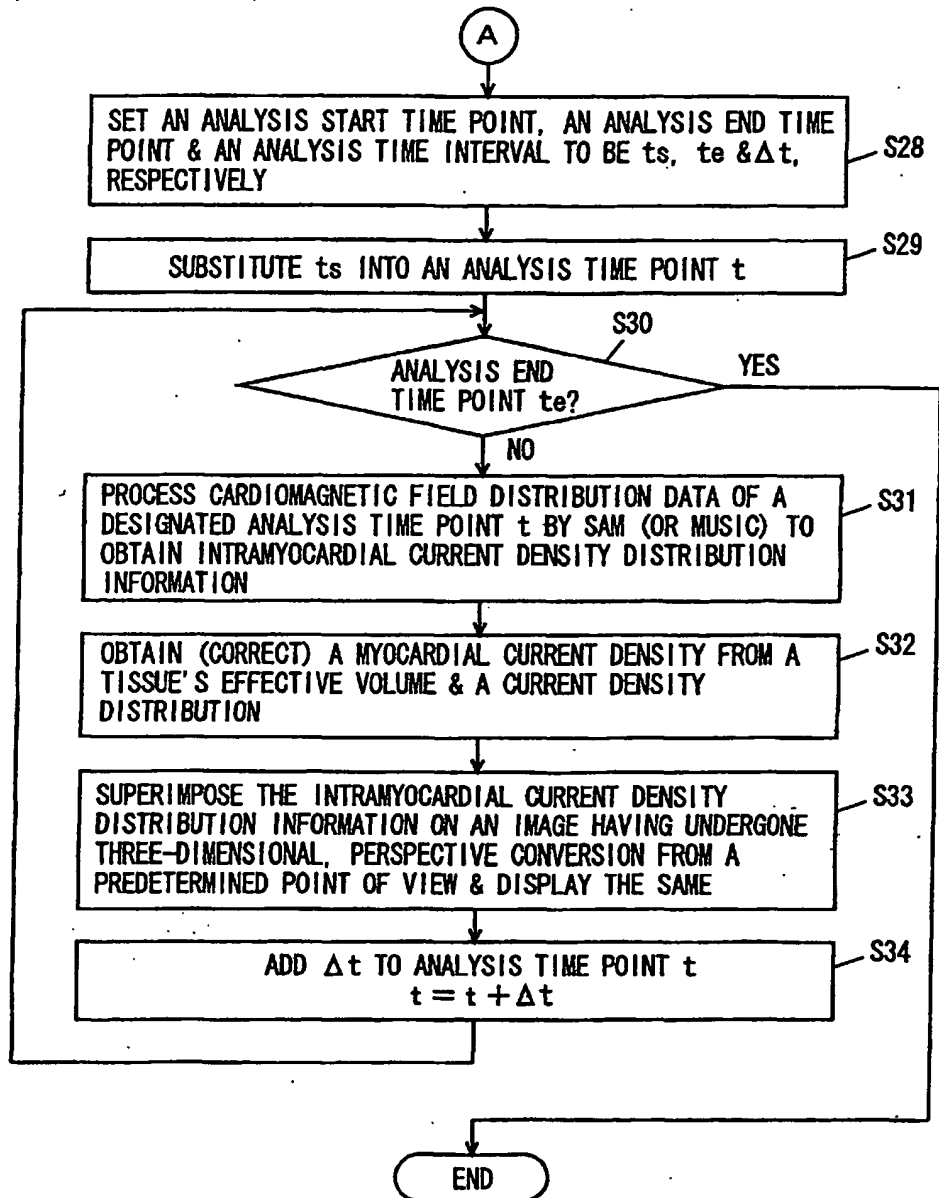 A
SET AN ANALYSIS START TIME POINT, AN ANALYSIS END TIME
POINT & AN ANALYSIS TIME INTERVAL TO BE ts, te & Δt,
RESPECTIVELY
S28
SUBSTITUTE ts INTO AN ANALYSIS TIME POINT t
S29
S30
ANALYSIS END
TIME POINT te?
YES
NO
PROCESS CARDIOMAGNETIC FIELD DISTRIBUTION DATA OF A
DESIGNATED ANALYSIS TIME POINT t BY SAM (OR MUSIC) TO
OBTAIN INTRAMYOCARDIAL CURRENT DENSITY DISTRIBUTION
INFORMATION
S31
OBTAIN (CORRECT) A MYOCARDIAL CURRENT DENSITY FROM A
TISSUE'S EFFECTIVE VOLUME & A CURRENT DENSITY
DISTRIBUTION
S32
SUPERIMPOSE THE INTRAMYOCARDIAL CURRENT DENSITY
DISTRIBUTION INFORMATION ON AN IMAGE HAVING UNDERGONE
THREE-DIMENSIONAL, PERSPECTIVE CONVERSION FROM A
PREDETERMINED POINT OF VIEW & DISPLAY THE SAME
S33
ADD Δt TO ANALYSIS TIME POINT t
t = t + Δt
S34
END